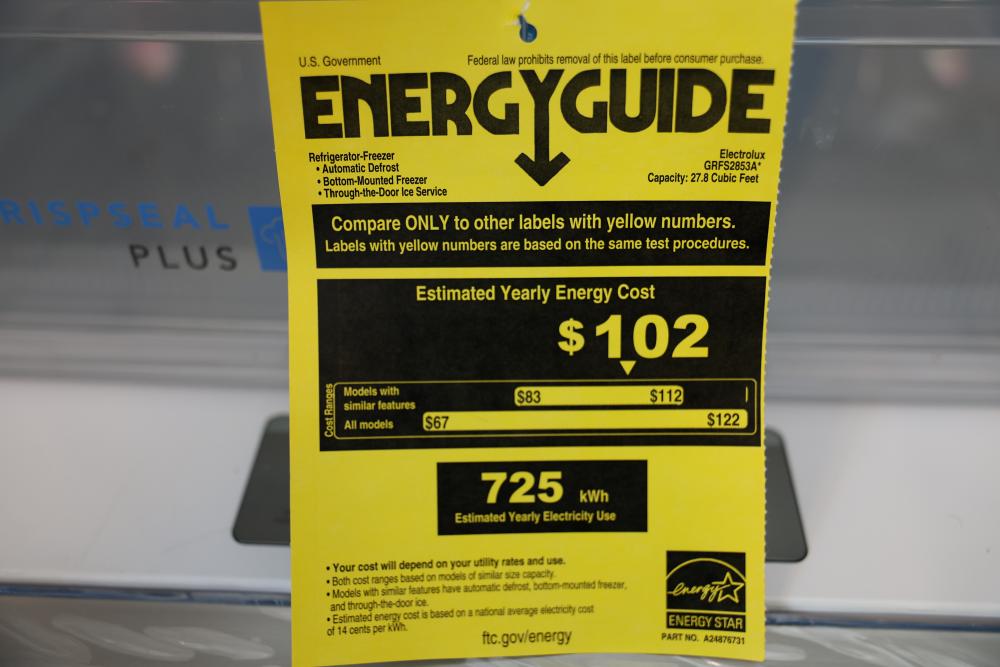 U.S. Government
Federal law prohibits removal of this label before consumer purchase.
ENERGYGUIDE
Refrigerator-Freezer
• Automatic Defrost
• Bottom-Mounted Freezer
• Through-the-Door Ice Service
Electrolux
GRFS2853A*
Capacity: 27.8 Cubic Feet
RISPSEAL
PLUS
Compare ONLY to other labels with yellow numbers.
Labels with yellow numbers are based on the same test procedures.
Estimated Yearly Energy Cost
$102
Cost Ranges
Models with
similar features
$83 $112
All models
$67 $122
725 kWh
Estimated Yearly Electricity Use
• Your cost will depend on your utility rates and use.
• Both cost ranges based on models of similar size capacity.
• Models with similar features have automatic defrost, bottom-mounted freezer,
and through-the-door ice.
• Estimated energy cost is based on a national average electricity cost
of 14 cents per kWh.
ftc.gov/energy
energy
ENERGY STAR
PART NO. A24876731